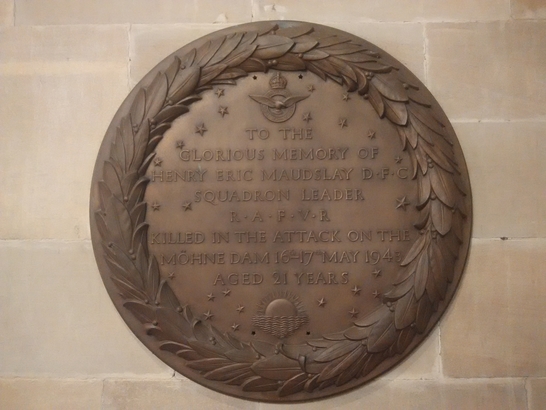 TO THE
GLORIOUS MEMORY OF
HENRY ERIC MAUDSLAY D·F·C
SQUADRON LEADER
R·A·F·V·R
KILLED IN THE ATTACK ON THE
MÖHNE DAM 16TH-17TH MAY 1943
AGED 21 YEARS